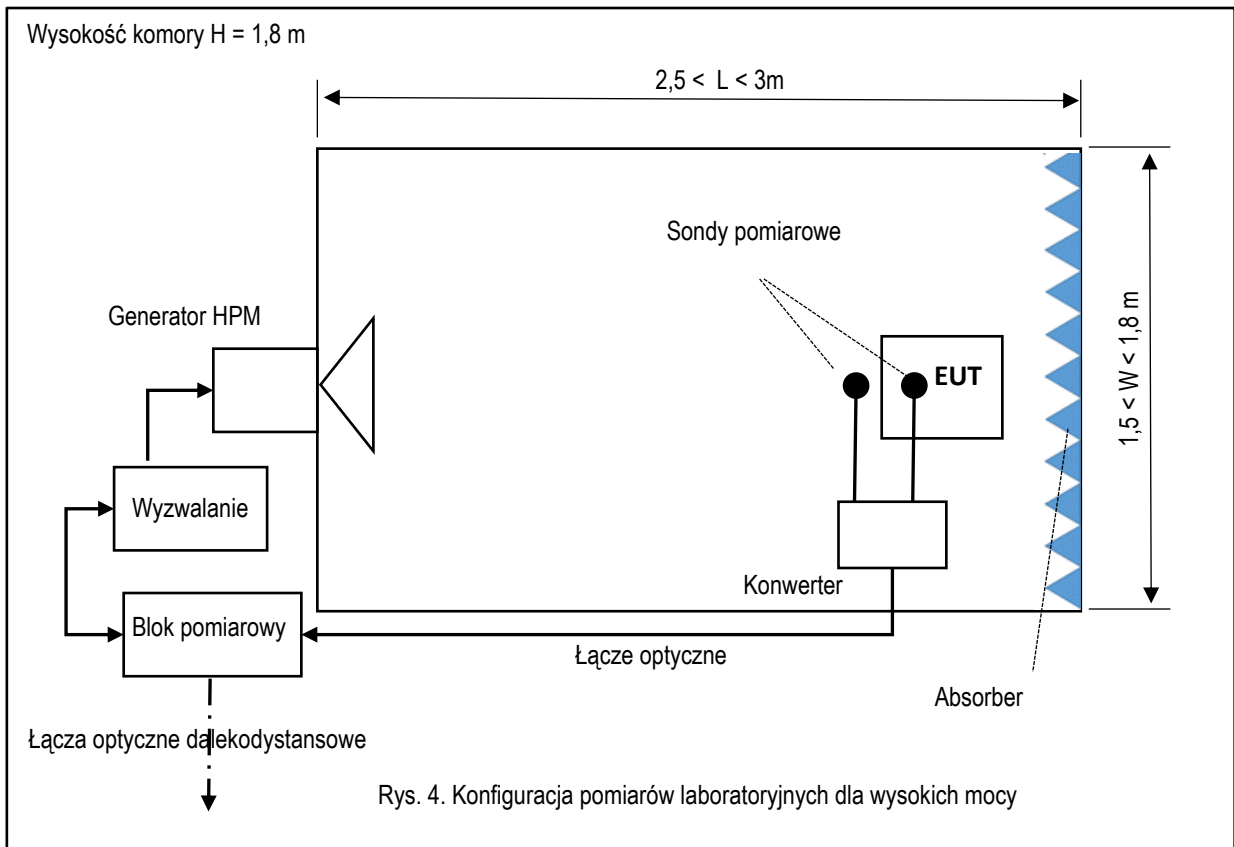 Wysokość komory H = 1,8 m
2,5 < L < 3m
Sondy pomiarowe
Generator HPM
EUT
1,5 < W < 1,8 m
Wyzwalanie
Konwerter
Blok pomiarowy
Łącze optyczne
Absorber
Łącza optyczne dalekodystansowe
Rys. 4. Konfiguracja pomiarów laboratoryjnych dla wysokich mocy